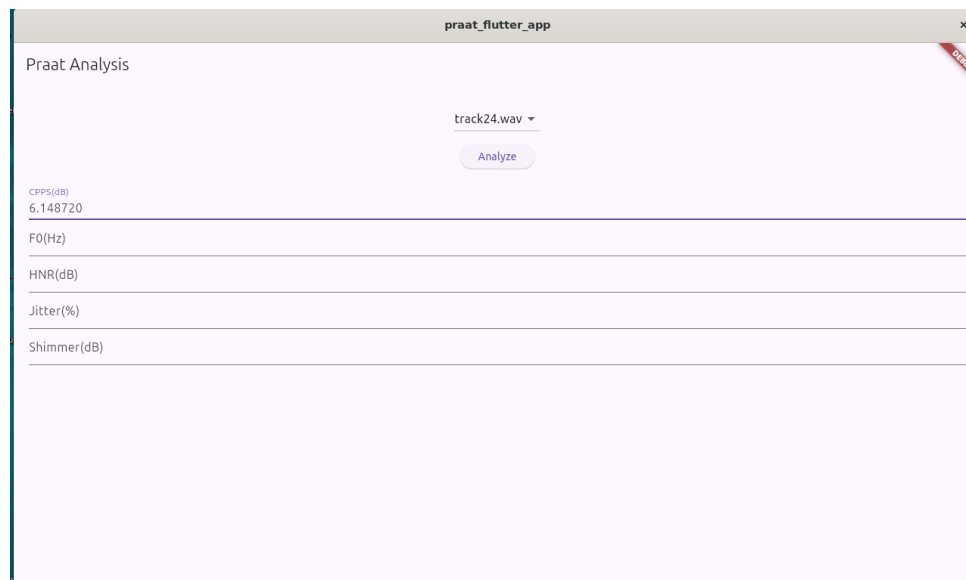 praat_flutter_app
×
Praat Analysis
track24.wav
Analyze
CPPS(dB)
6.148720
F0(Hz)
HNR(dB)
Jitter(%)
Shimmer(dB)